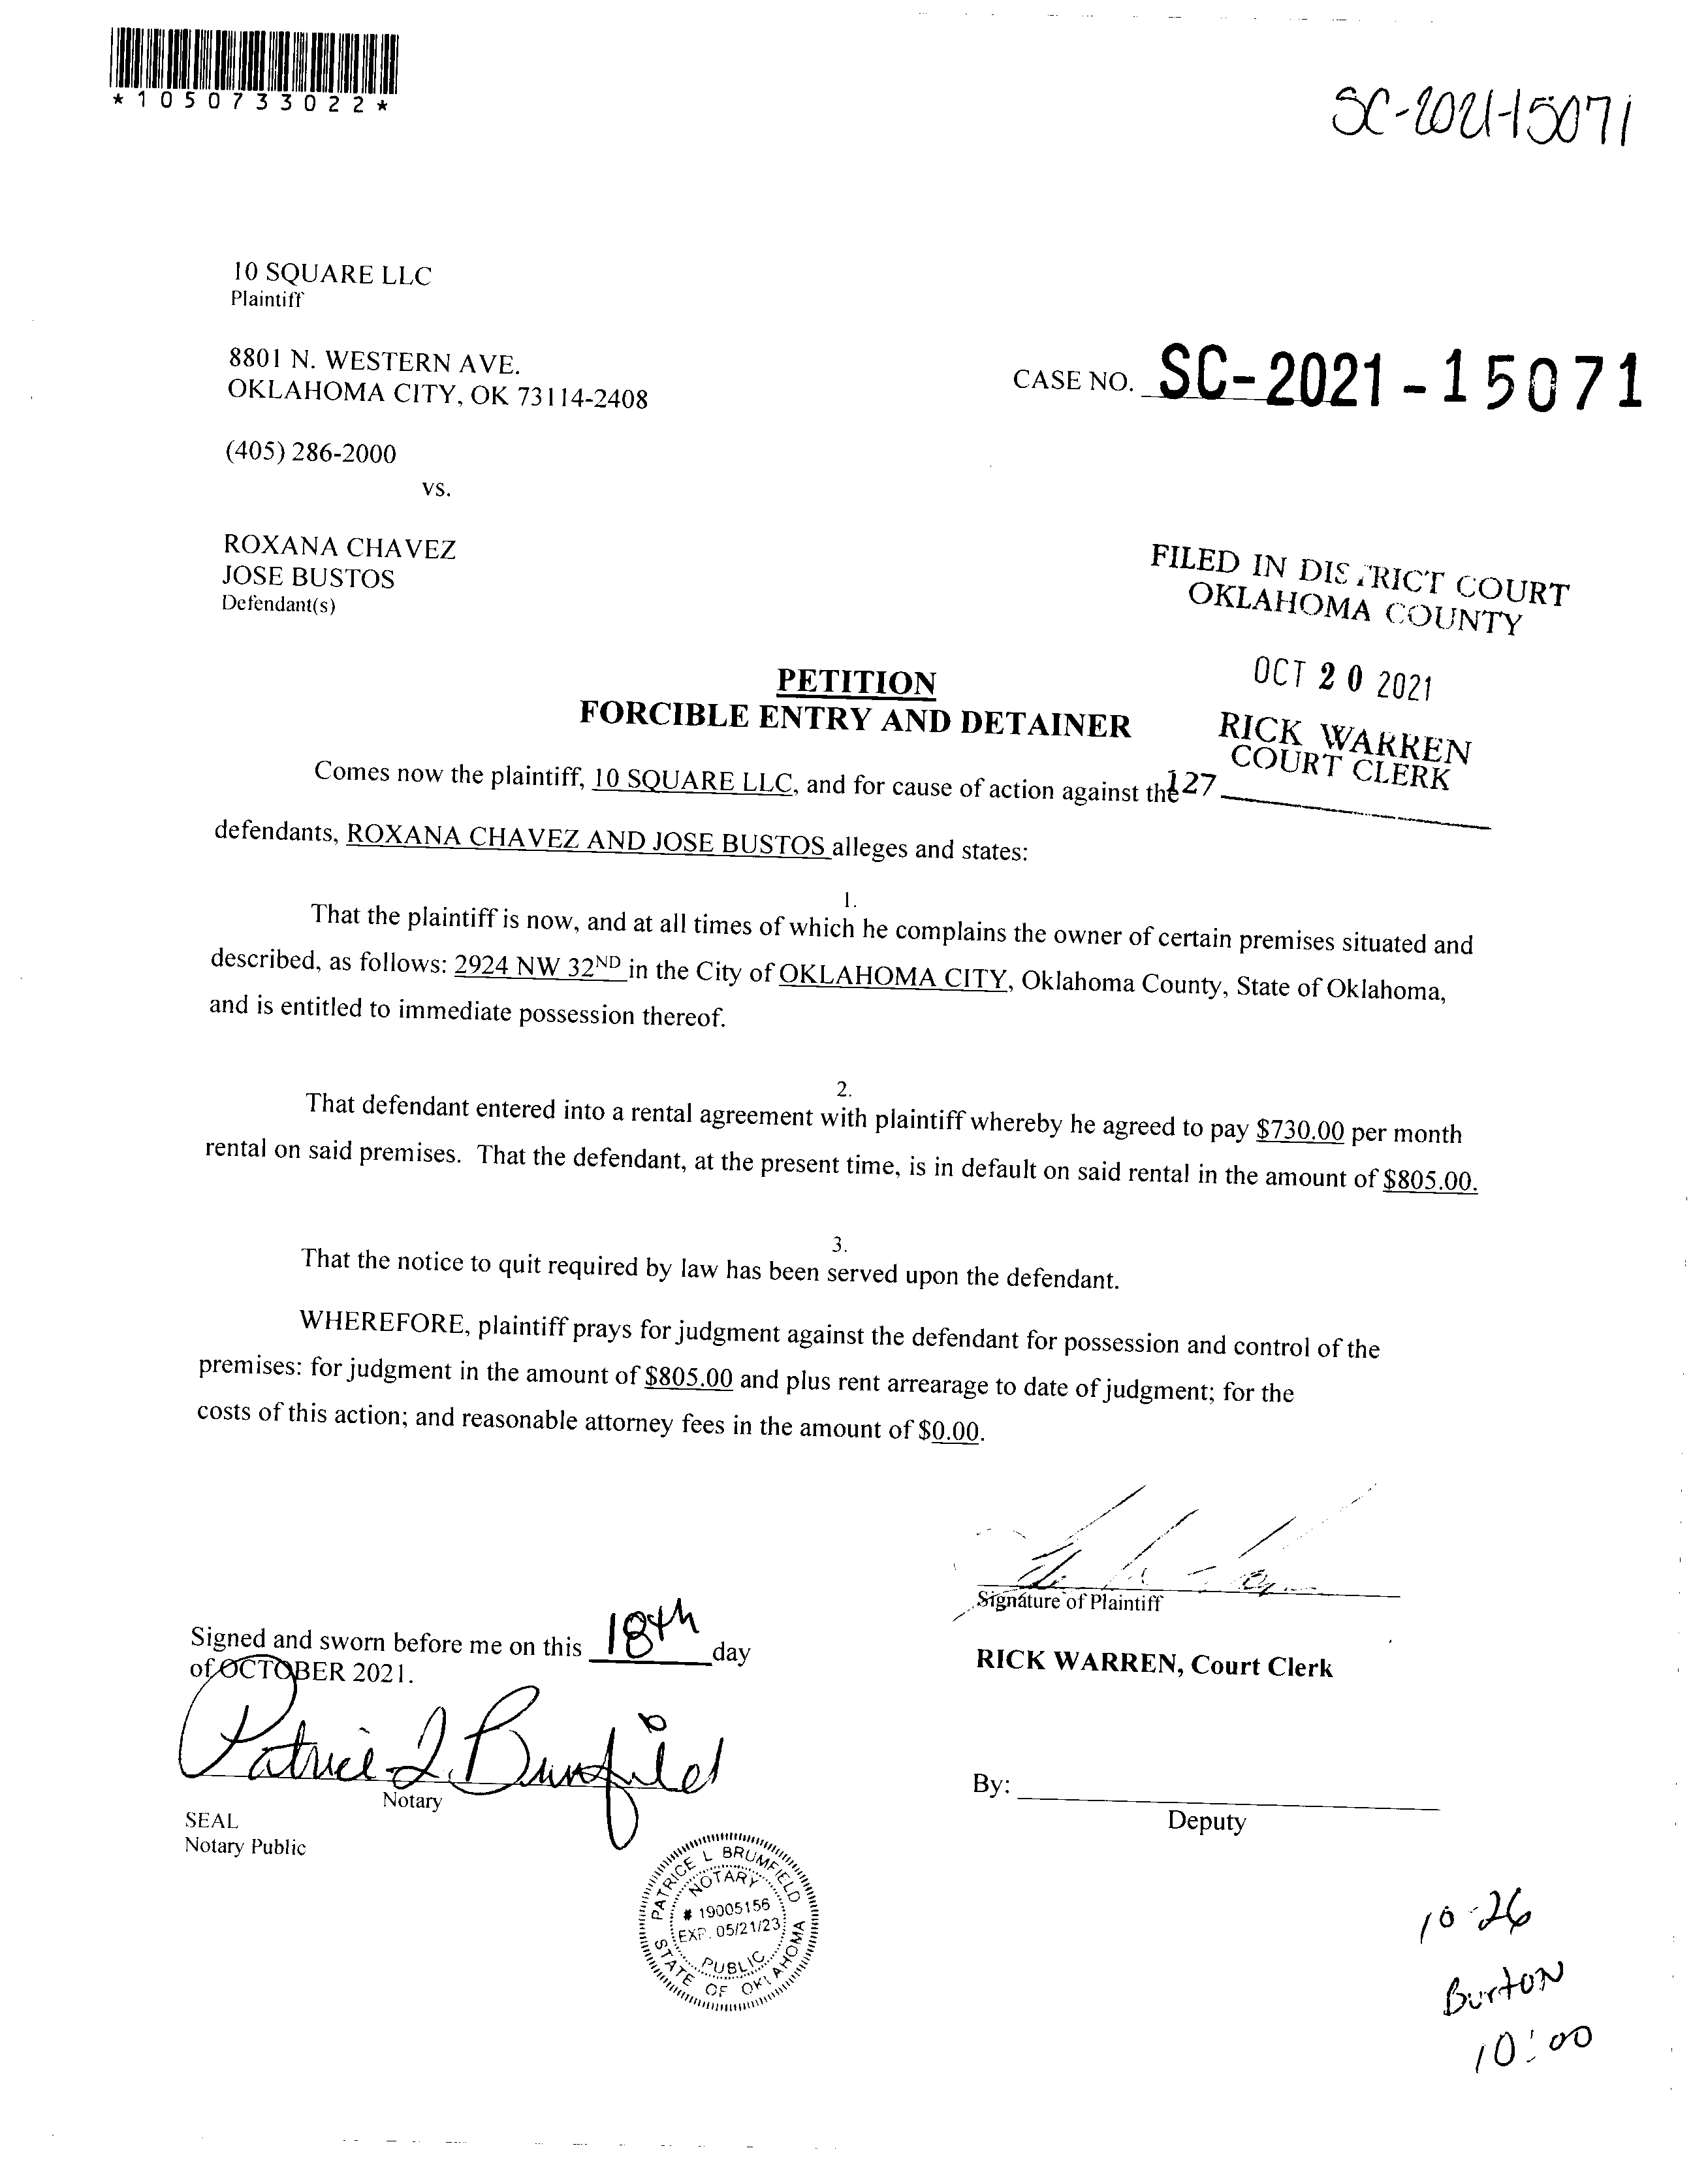 *1050733022*
SC-2021-15071
10 SQUARE LLC
Plaintiff
8801 N. WESTERN AVE.
OKLAHOMA CITY, OK 73114-2408
CASE NO. SC-2021-15071
(405) 286-2000
vs.
ROXANA CHAVEZ
JOSE BUSTOS
Defendant(s)
FILED IN DISTRICT COURT
OKLAHOMA COUNTY
OCT 20 2021
RICK WARREN
COURT CLERK
127
PETITION
FORCIBLE ENTRY AND DETAINER
Comes now the plaintiff, 10 SQUARE LLC, and for cause of action against the
defendants, ROXANA CHAVEZ AND JOSE BUSTOS alleges and states:
1.
That the plaintiff is now, and at all times of which he complains the owner of certain premises situated and
described, as follows: 2924 NW 32ND in the City of OKLAHOMA CITY, Oklahoma County, State of Oklahoma,
and is entitled to immediate possession thereof.
2.
That defendant entered into a rental agreement with plaintiff whereby he agreed to pay $730.00 per month
rental on said premises. That the defendant, at the present time, is in default on said rental in the amount of $805.00.
3.
That the notice to quit required by law has been served upon the defendant.
WHEREFORE, plaintiff prays for judgment against the defendant for possession and control of the
premises: for judgment in the amount of $805.00 and plus rent arrearage to date of judgment; for the
costs of this action; and reasonable attorney fees in the amount of $0.00.
Signature of Plaintiff
Signed and sworn before me on this 18th day
of OCTOBER 2021.
RICK WARREN, Court Clerk
Patrice L Brumfield
Notary
SEAL
Notary Public
By:
Deputy
PATRICE L BRUMFIELD
NOTARY
# 19005156
EXP. 05/21/23
PUBLIC
STATE OF OKLAHOMA
10-26
Burton
10:00